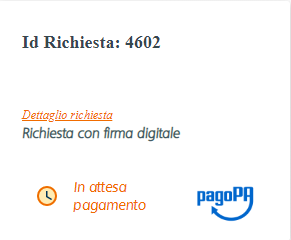 Id Richiesta: 4602
Dettaglio richiesta
Richiesta con firma digitale
In attesa
pagamento
pagoPA